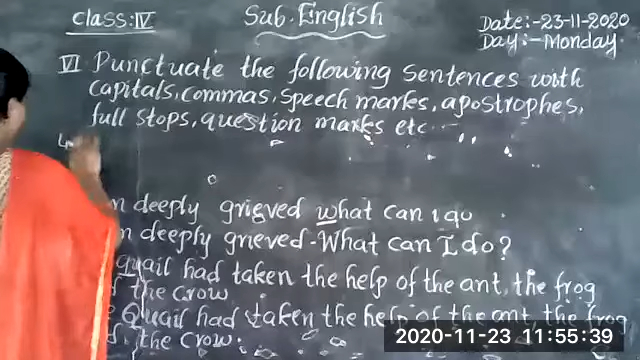 Class:-IV
Sub. English
Date:-23-11-2020
Day:- Monday
VI Punctuate the following Sentences with
capitals, commas, Speech marks, apostrophes,
full stops, question marks etc
deeply grigved what can i
deeply grieved - What can I do?
quail had taken the help of the ant, the frog
the crow
Quail had taken the help of the ant, the frog
the crow.
2020-11-23 11:55:39